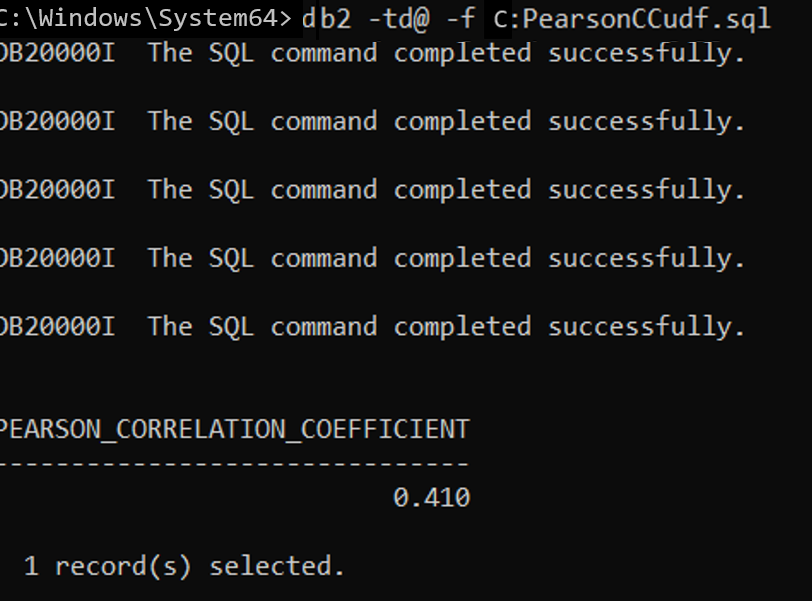 C:\Windows\System64> db2 -td@ -f C:PearsonCCudf.sql
DB20000I  The SQL command completed successfully.
DB20000I  The SQL command completed successfully.
DB20000I  The SQL command completed successfully.
DB20000I  The SQL command completed successfully.
DB20000I  The SQL command completed successfully.
PEARSON_CORRELATION_COEFFICIENT
-------------------------------
0.410
1 record(s) selected.